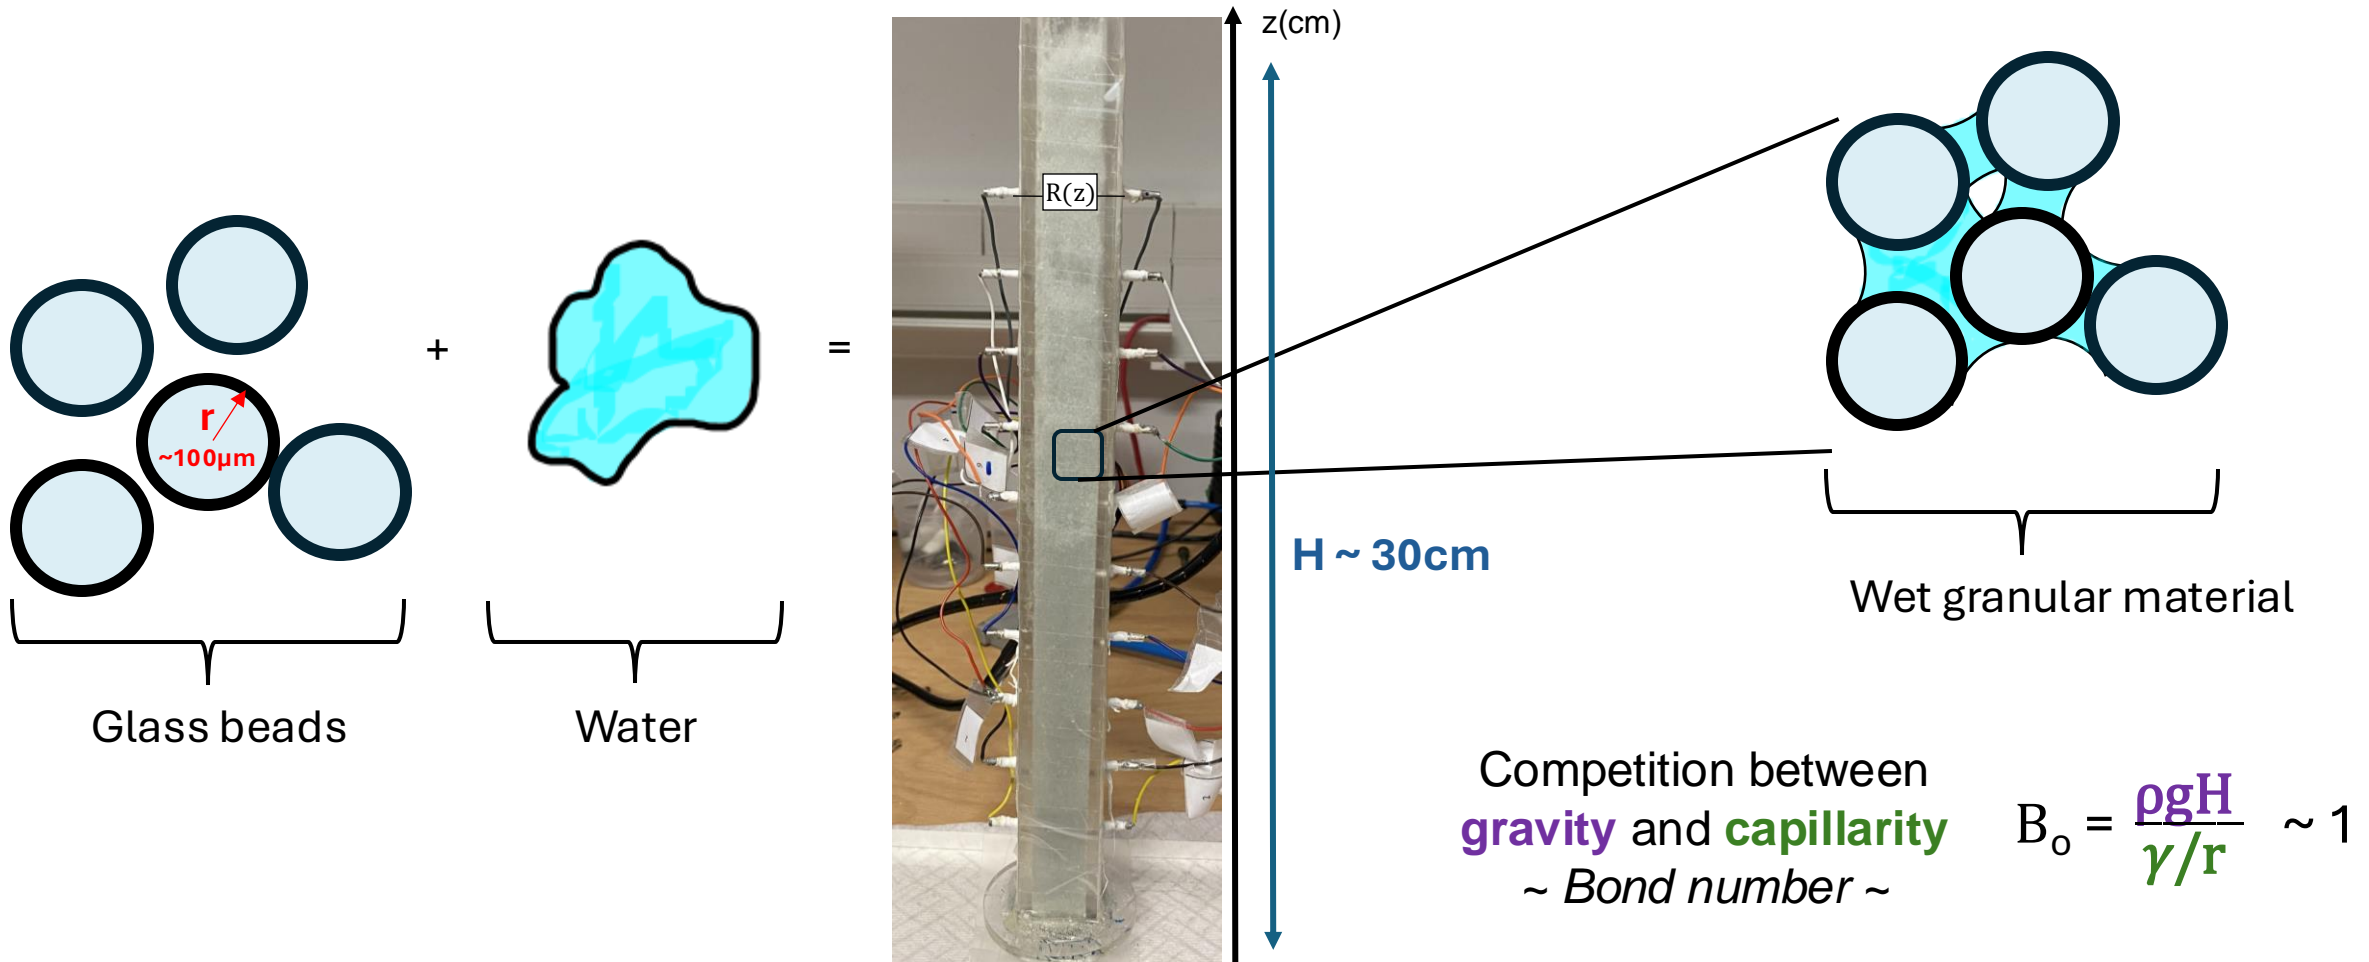 z(cm)
R(z)
+
=
r
~100µm
H ~ 30cm
Glass beads
Water
Wet granular material
Competition between
gravity and capillarity
~ Bond number ~
Bo = ρgH / γ/r ~ 1